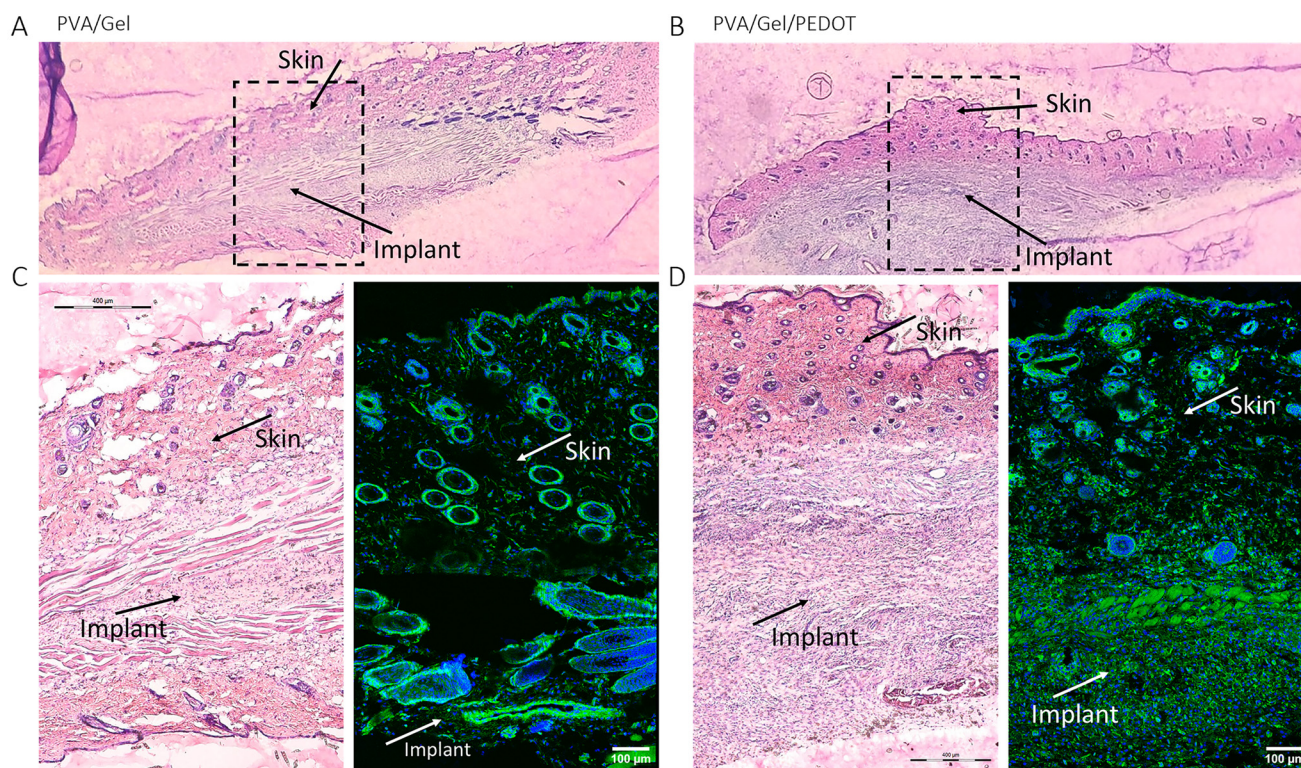 A PVA/Gel
B PVA/Gel/PEDOT
Skin
Implant
Skin
Implant
C
400 µm
Skin
Implant
Skin
Implant
100 µm
D
Skin
Implant
400 µm
Skin
Implant
100 µm